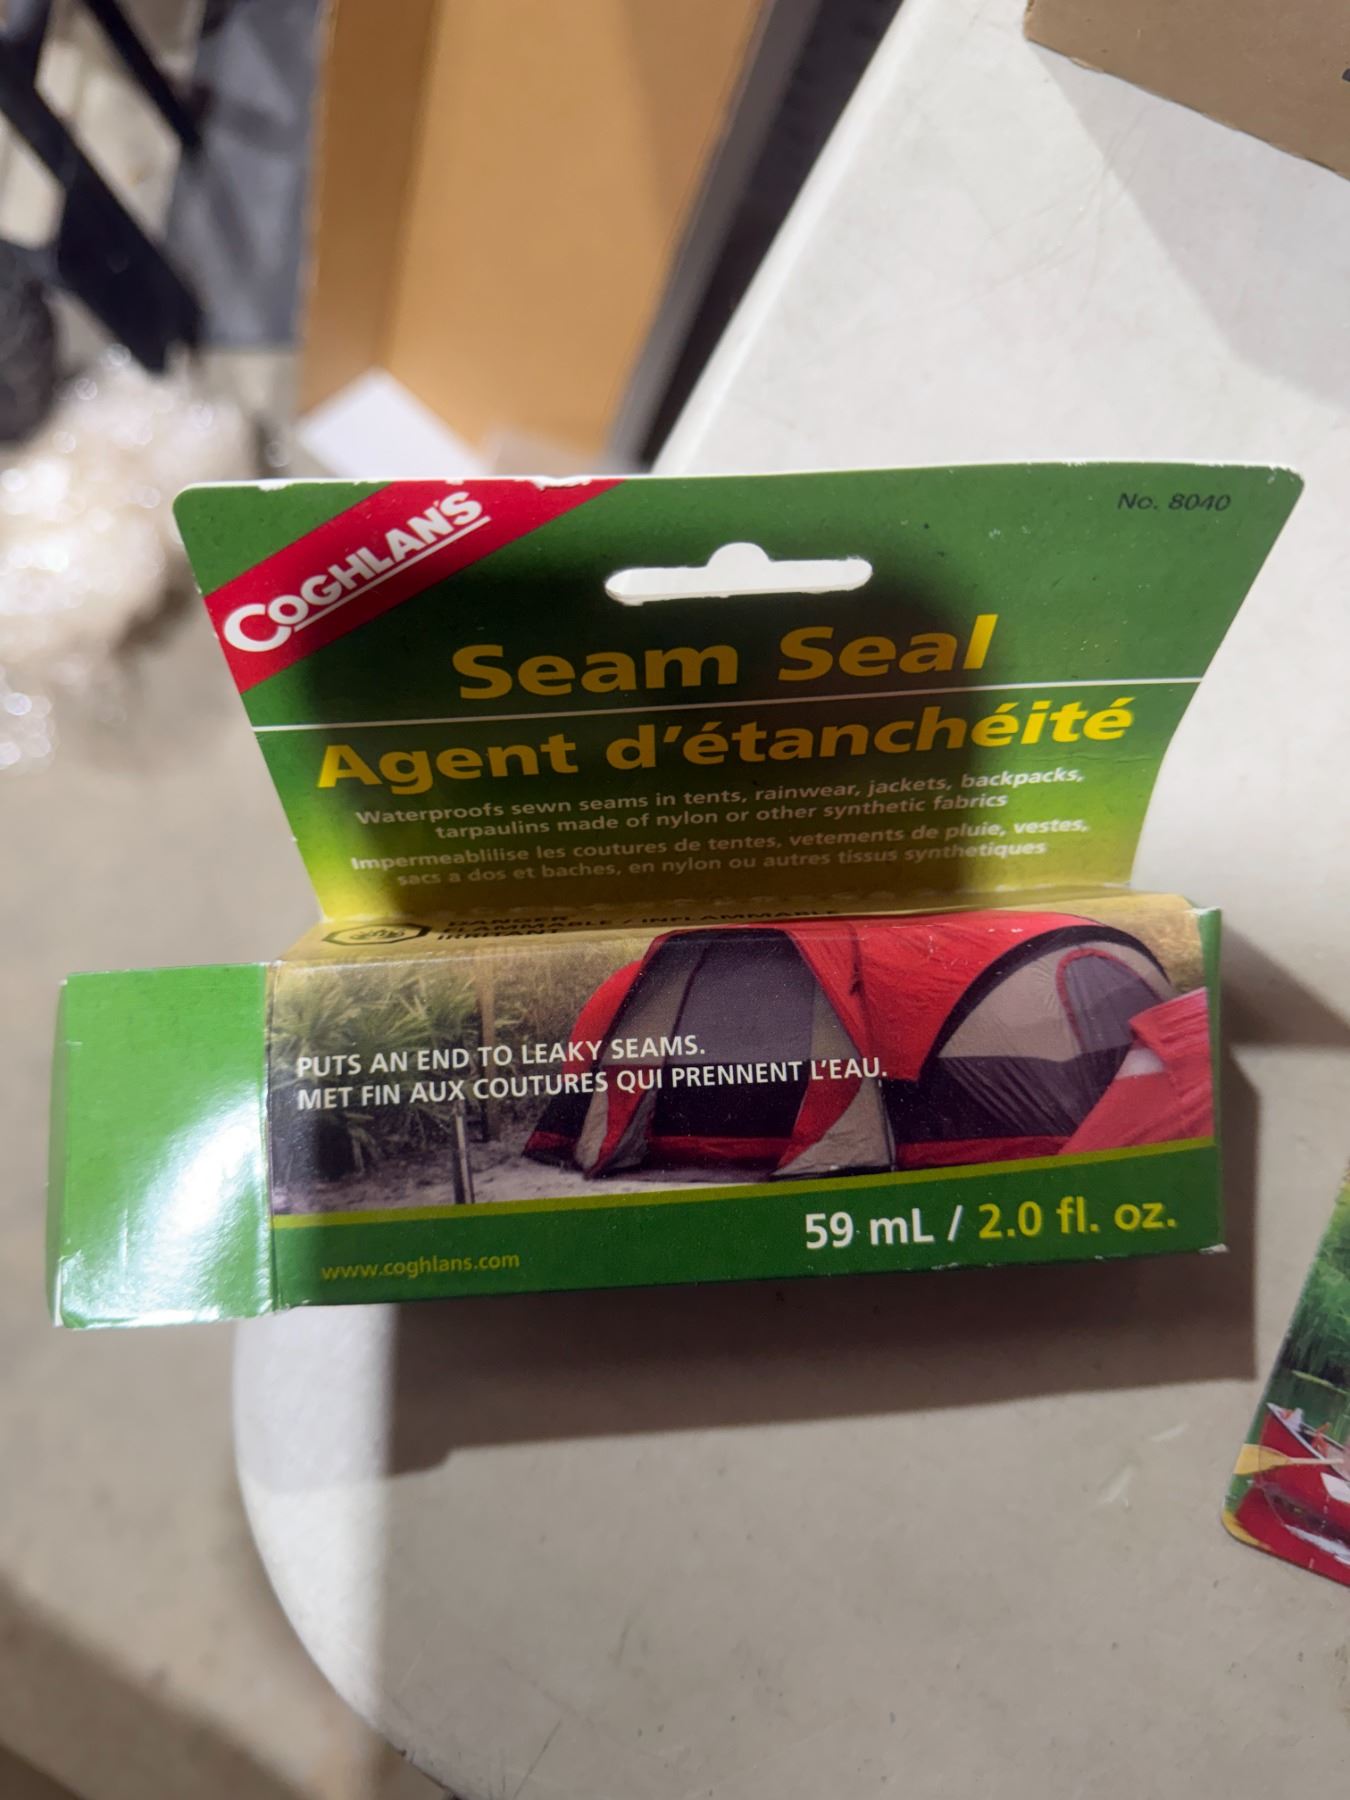 COGHLAN'S
No. 8040
Seam Seal
Agent d'étanchéité
Waterproofs sewn seams in tents, rainwear, jackets, backpacks,
tarpaulins made of nylon or other synthetic fabrics
Impermeablilise les coutures de tentes, vetements de pluie, vestes,
sacs a dos et baches, en nylon ou autres tissus synthetiques
DANGER
FLAMMABLE / INFLAMMABLE
PUTS AN END TO LEAKY SEAMS.
MET FIN AUX COUTURES QUI PRENNENT L'EAU.
59 mL / 2.0 fl. oz.
www.coghlans.com